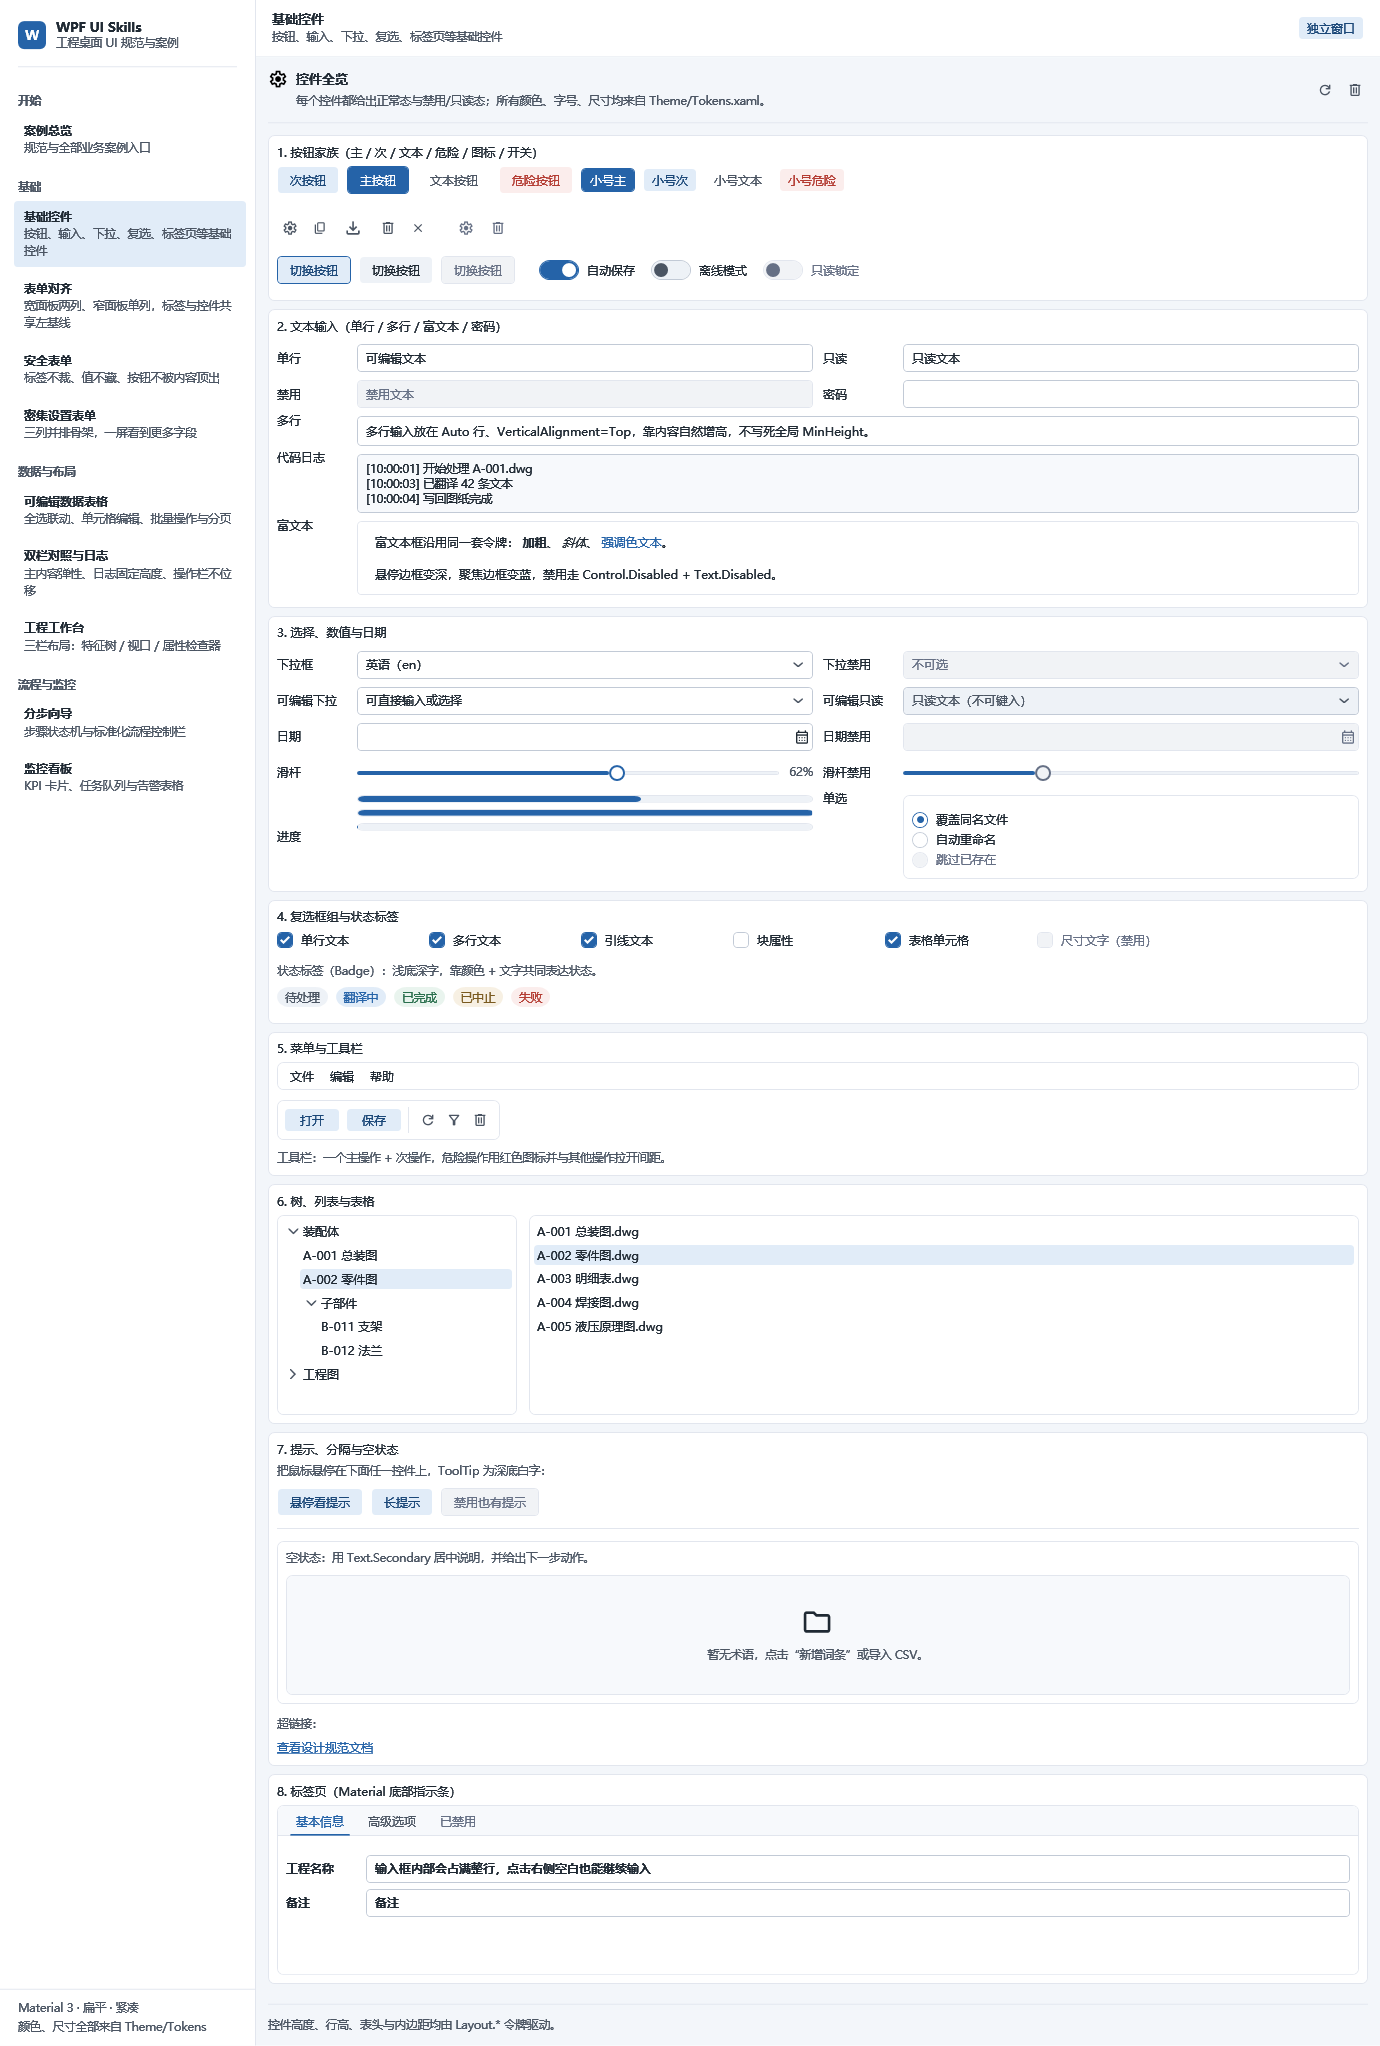 W
WPF UI Skills
工程桌面 UI 规范与案例
开始
案例总览
规范与全部业务案例入口
基础
基础控件
按钮、输入、下拉、复选、标签页等基础
控件
表单对齐
宽面板两列、窄面板单列，标签与控件共
享左基线
安全表单
标签不裁、值不藏、按钮不被内容顶出
密集设置表单
三列并排骨架，一屏看到更多字段
数据与布局
可编辑数据表格
全选联动、单元格编辑、批量操作与分页
双栏对照与日志
主内容弹性、日志固定高度、操作栏不位
移
工程工作台
三栏布局：特征树 / 视口 / 属性检查器
流程与监控
分步向导
步骤状态机与标准化流程控制栏
监控看板
KPI 卡片、任务队列与告警表格
Material 3 · 扁平 · 紧凑
颜色、尺寸全部来自 Theme/Tokens
基础控件
按钮、输入、下拉、复选、标签页等基础控件
独立窗口
控件全览
每个控件都给出正常态与禁用/只读态；所有颜色、字号、尺寸均来自 Theme/Tokens.xaml。
1. 按钮家族（主 / 次 / 文本 / 危险 / 图标 / 开关）
次按钮 主按钮 文本按钮 危险按钮 小号主 小号次 小号文本 小号危险
切换按钮 切换按钮 切换按钮 自动保存 离线模式 只读锁定
2. 文本输入（单行 / 多行 / 富文本 / 密码）
单行 可编辑文本 只读 只读文本
禁用 禁用文本 密码
多行 多行输入放在 Auto 行、VerticalAlignment=Top，靠内容自然增高，不写死全局 MinHeight。
代码日志
[10:00:01] 开始处理 A-001.dwg
[10:00:03] 已翻译 42 条文本
[10:00:04] 写回图纸完成
富文本
富文本框沿用同一套令牌： 加粗、 斜体、 强调色文本。
悬停边框变深，聚焦边框变蓝，禁用走 Control.Disabled + Text.Disabled。
3. 选择、数值与日期
下拉框 英语（en） 下拉禁用 不可选
可编辑下拉 可直接输入或选择 可编辑只读 只读文本（不可键入）
日期 日期禁用
滑杆 62% 滑杆禁用
进度
单选
覆盖同名文件
自动重命名
跳过已存在
4. 复选框组与状态标签
单行文本 多行文本 引线文本 块属性 表格单元格 尺寸文字（禁用）
状态标签（Badge）：浅底深字，靠颜色 + 文字共同表达状态。
待处理 翻译中 已完成 已中止 失败
5. 菜单与工具栏
文件 编辑 帮助
打开 保存
工具栏：一个主操作 + 次操作，危险操作用红色图标并与其他操作拉开间距。
6. 树、列表与表格
装配体
A-001 总装图
A-002 零件图
子部件
B-011 支架
B-012 法兰
工程图
A-001 总装图.dwg
A-002 零件图.dwg
A-003 明细表.dwg
A-004 焊接图.dwg
A-005 液压原理图.dwg
7. 提示、分隔与空状态
把鼠标悬停在下面任一控件上，ToolTip 为深底白字：
悬停看提示 长提示 禁用也有提示
空状态：用 Text.Secondary 居中说明，并给出下一步动作。
暂无术语，点击“新增词条”或导入 CSV。
超链接：
查看设计规范文档
8. 标签页（Material 底部指示条）
基本信息 高级选项 已禁用
工程名称 输入框内部会占满整行，点击右侧空白也能继续输入
备注 备注
控件高度、行高、表头与内边距均由 Layout.* 令牌驱动。